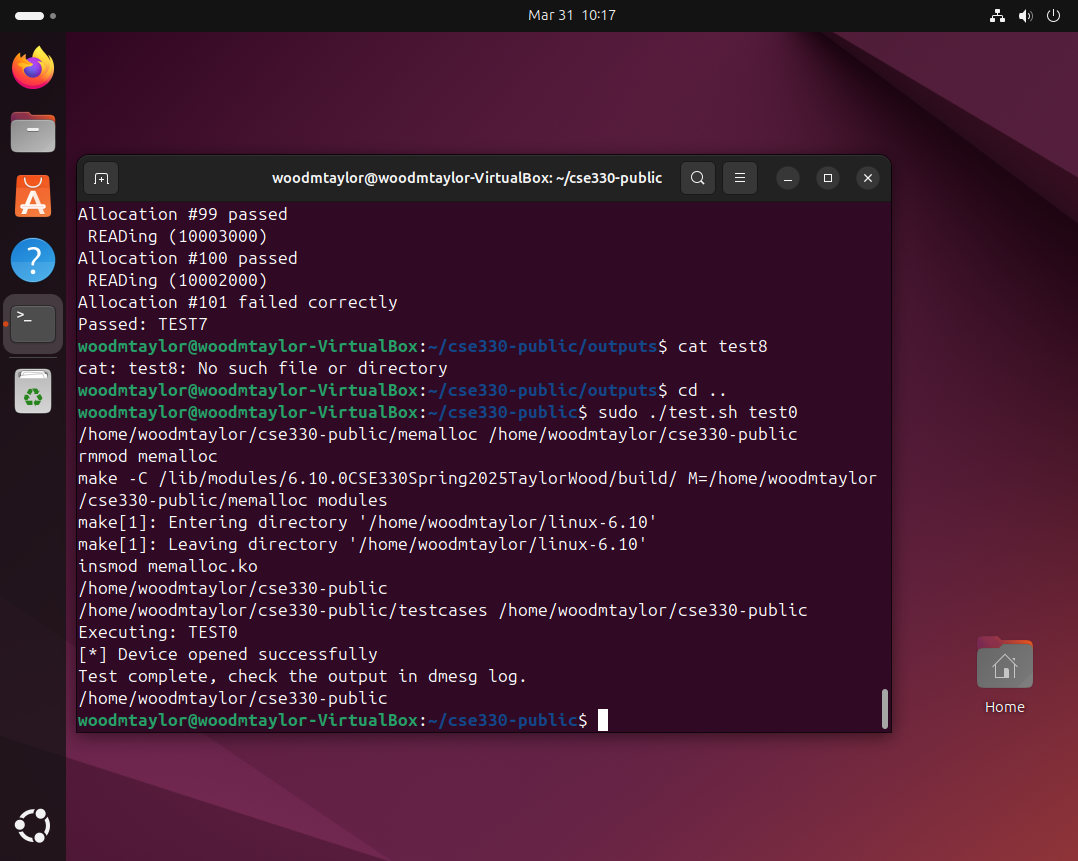 Mar 31 10:17
woodmtaylor@woodmtaylor-VirtualBox: ~/cse330-public
Allocation #99 passed
 READing (10003000)
Allocation #100 passed
 READing (10002000)
Allocation #101 failed correctly
Passed: TEST7
woodmtaylor@woodmtaylor-VirtualBox:~/cse330-public/outputs$ cat test8
cat: test8: No such file or directory
woodmtaylor@woodmtaylor-VirtualBox:~/cse330-public/outputs$ cd ..
woodmtaylor@woodmtaylor-VirtualBox:~/cse330-public$ sudo ./test.sh test0
/home/woodmtaylor/cse330-public/memalloc /home/woodmtaylor/cse330-public
rmmod memalloc
make -C /lib/modules/6.10.0CSE330Spring2025TaylorWood/build/ M=/home/woodmtaylor
/cse330-public/memalloc modules
make[1]: Entering directory '/home/woodmtaylor/linux-6.10'
make[1]: Leaving directory '/home/woodmtaylor/linux-6.10'
insmod memalloc.ko
/home/woodmtaylor/cse330-public
/home/woodmtaylor/cse330-public/testcases /home/woodmtaylor/cse330-public
Executing: TEST0
[*] Device opened successfully
Test complete, check the output in dmesg log.
/home/woodmtaylor/cse330-public
woodmtaylor@woodmtaylor-VirtualBox:~/cse330-public$
Home